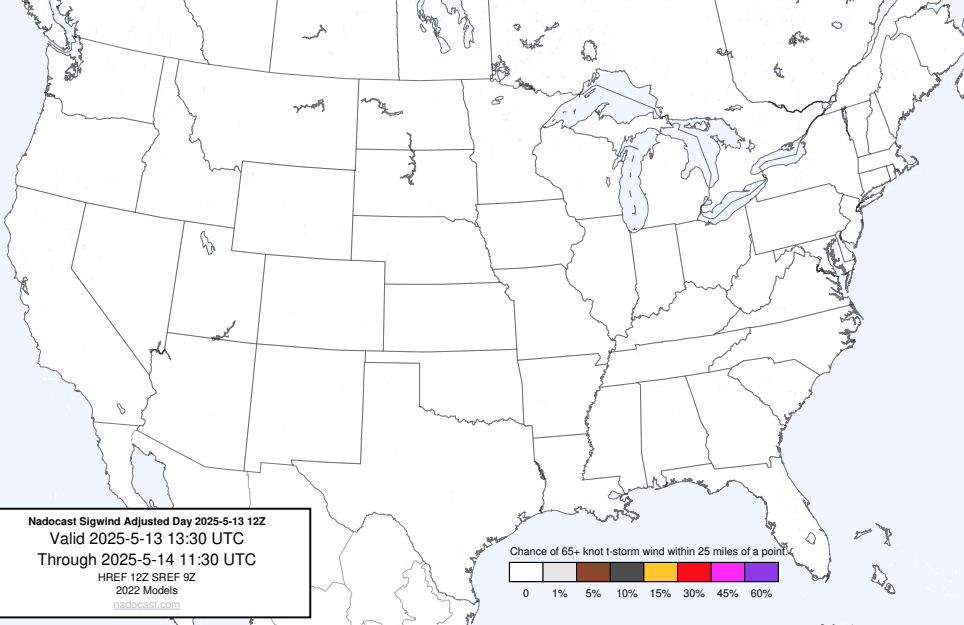 Nadocast Sigwind Adjusted Day 2025-5-13 12Z
Valid 2025-5-13 13:30 UTC
Through 2025-5-14 11:30 UTC
HREF 12Z SREF 9Z
2022 Models
nadocast.com
Chance of 65+ knot t-storm wind within 25 miles of a point.
0 1% 5% 10% 15% 30% 45% 60%